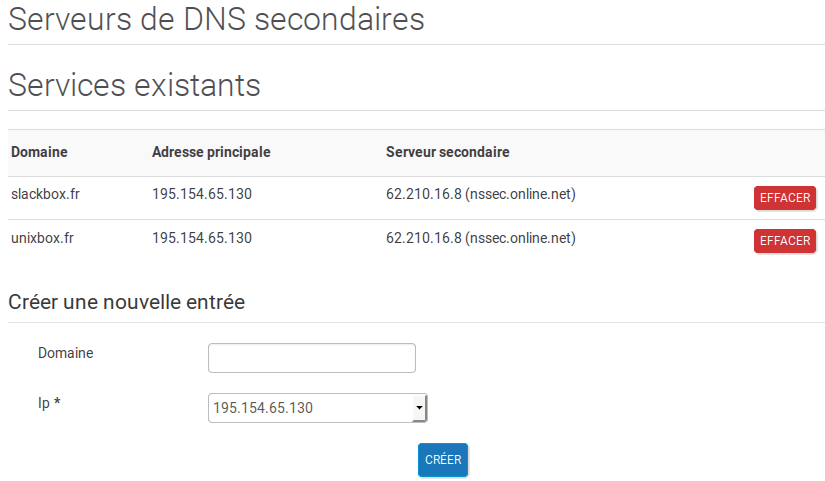 Serveurs de DNS secondaires
Services existants
Domaine Adresse principale Serveur secondaire
slackbox.fr 195.154.65.130 62.210.16.8 (nssec.online.net) EFFACER
unixbox.fr 195.154.65.130 62.210.16.8 (nssec.online.net) EFFACER
Créer une nouvelle entrée
Domaine
Ip * 195.154.65.130
CRÉER